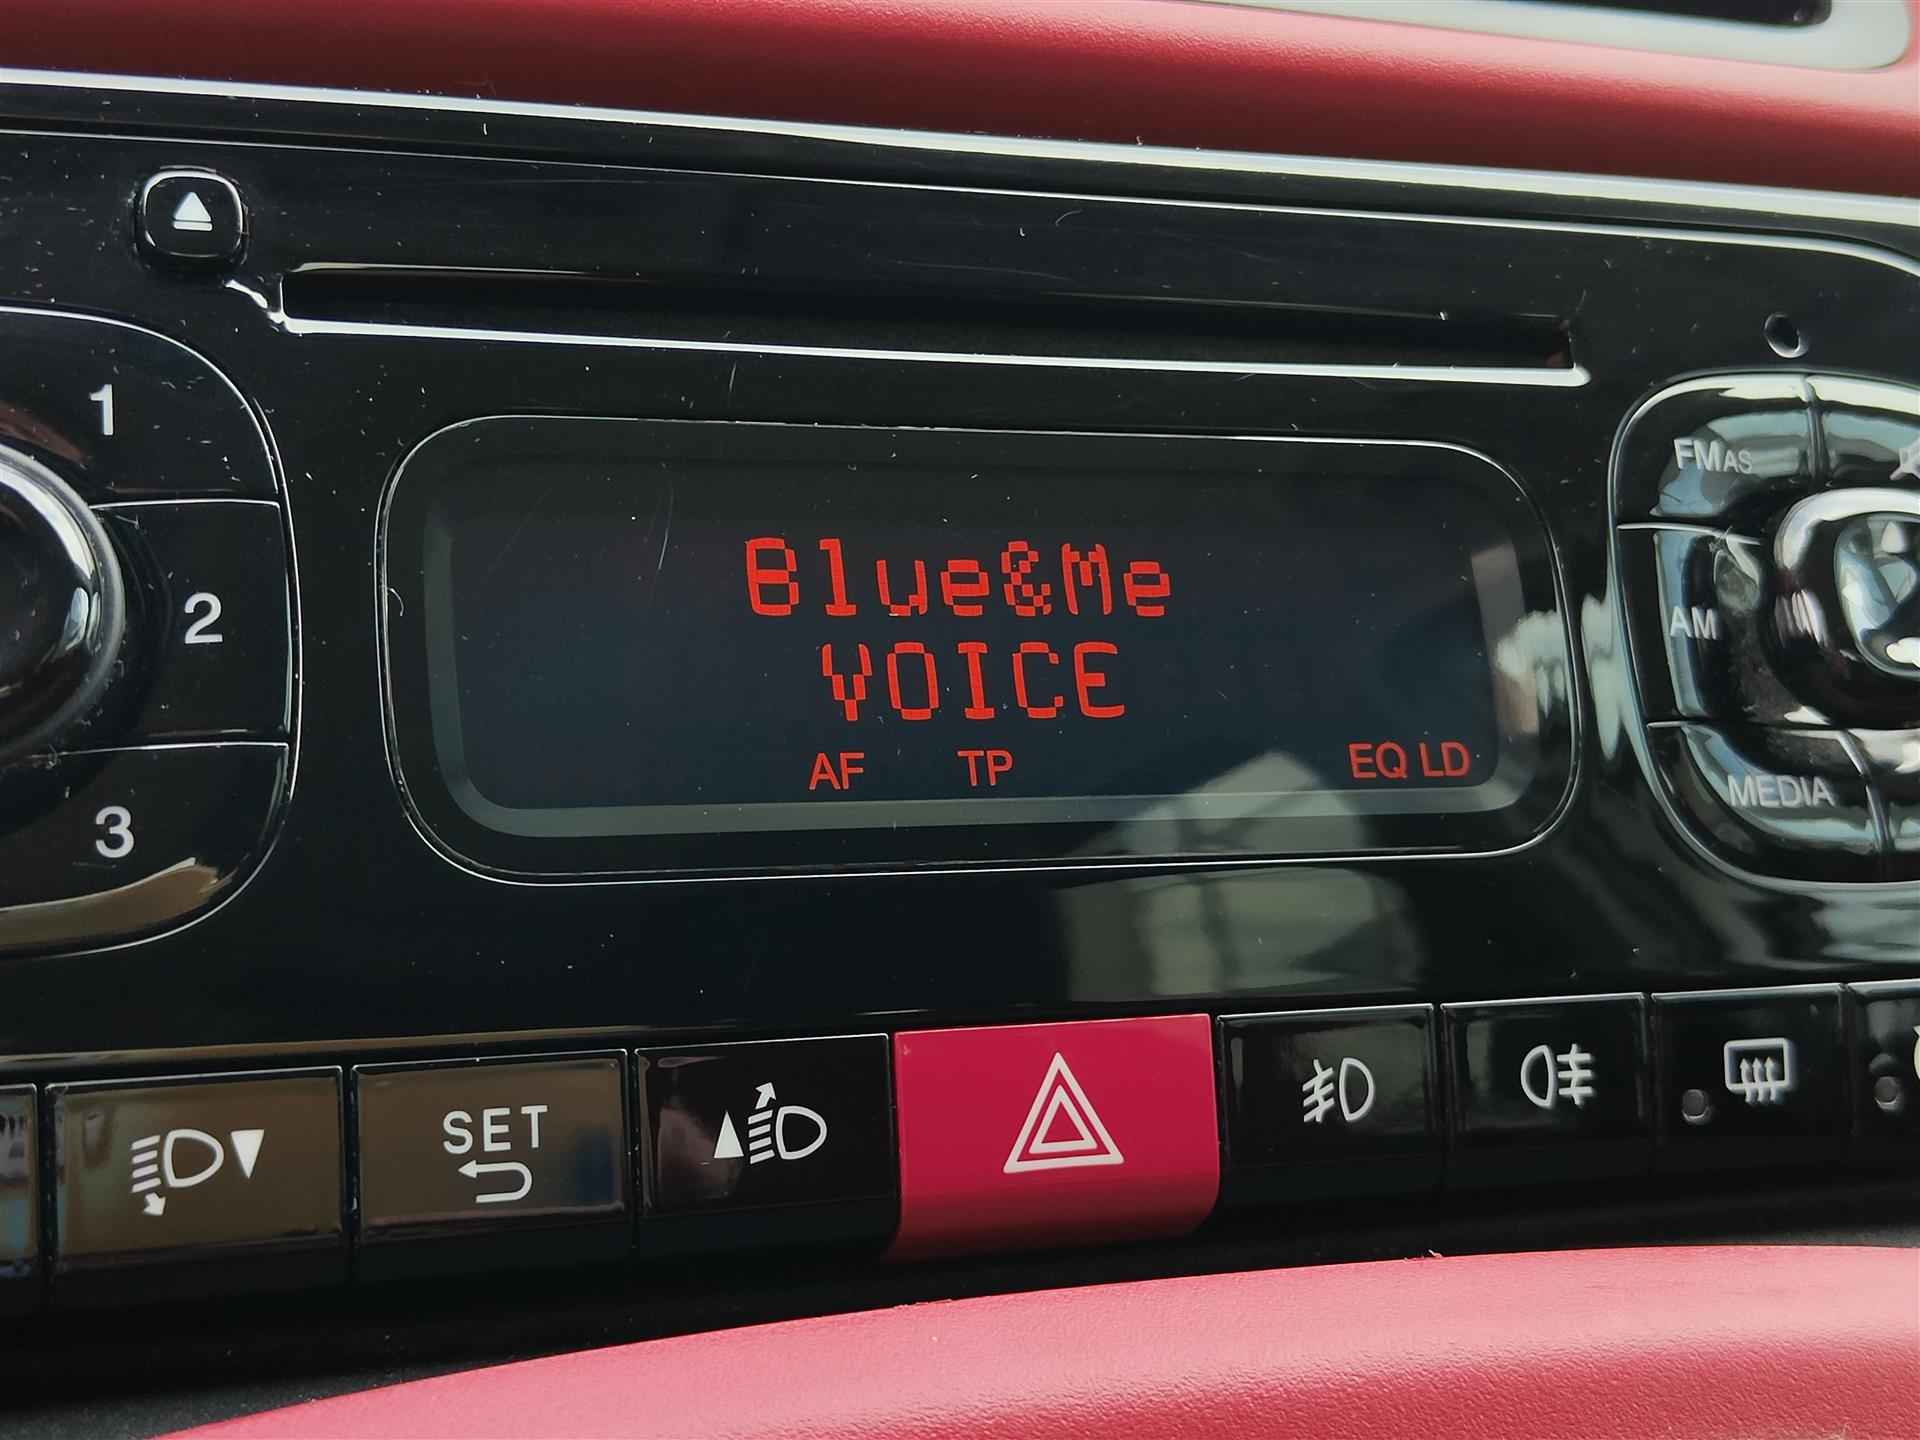 1
2
3
Blue&Me
VOICE
AF TP EQ LD
FMAS
AM
MEDIA
SET